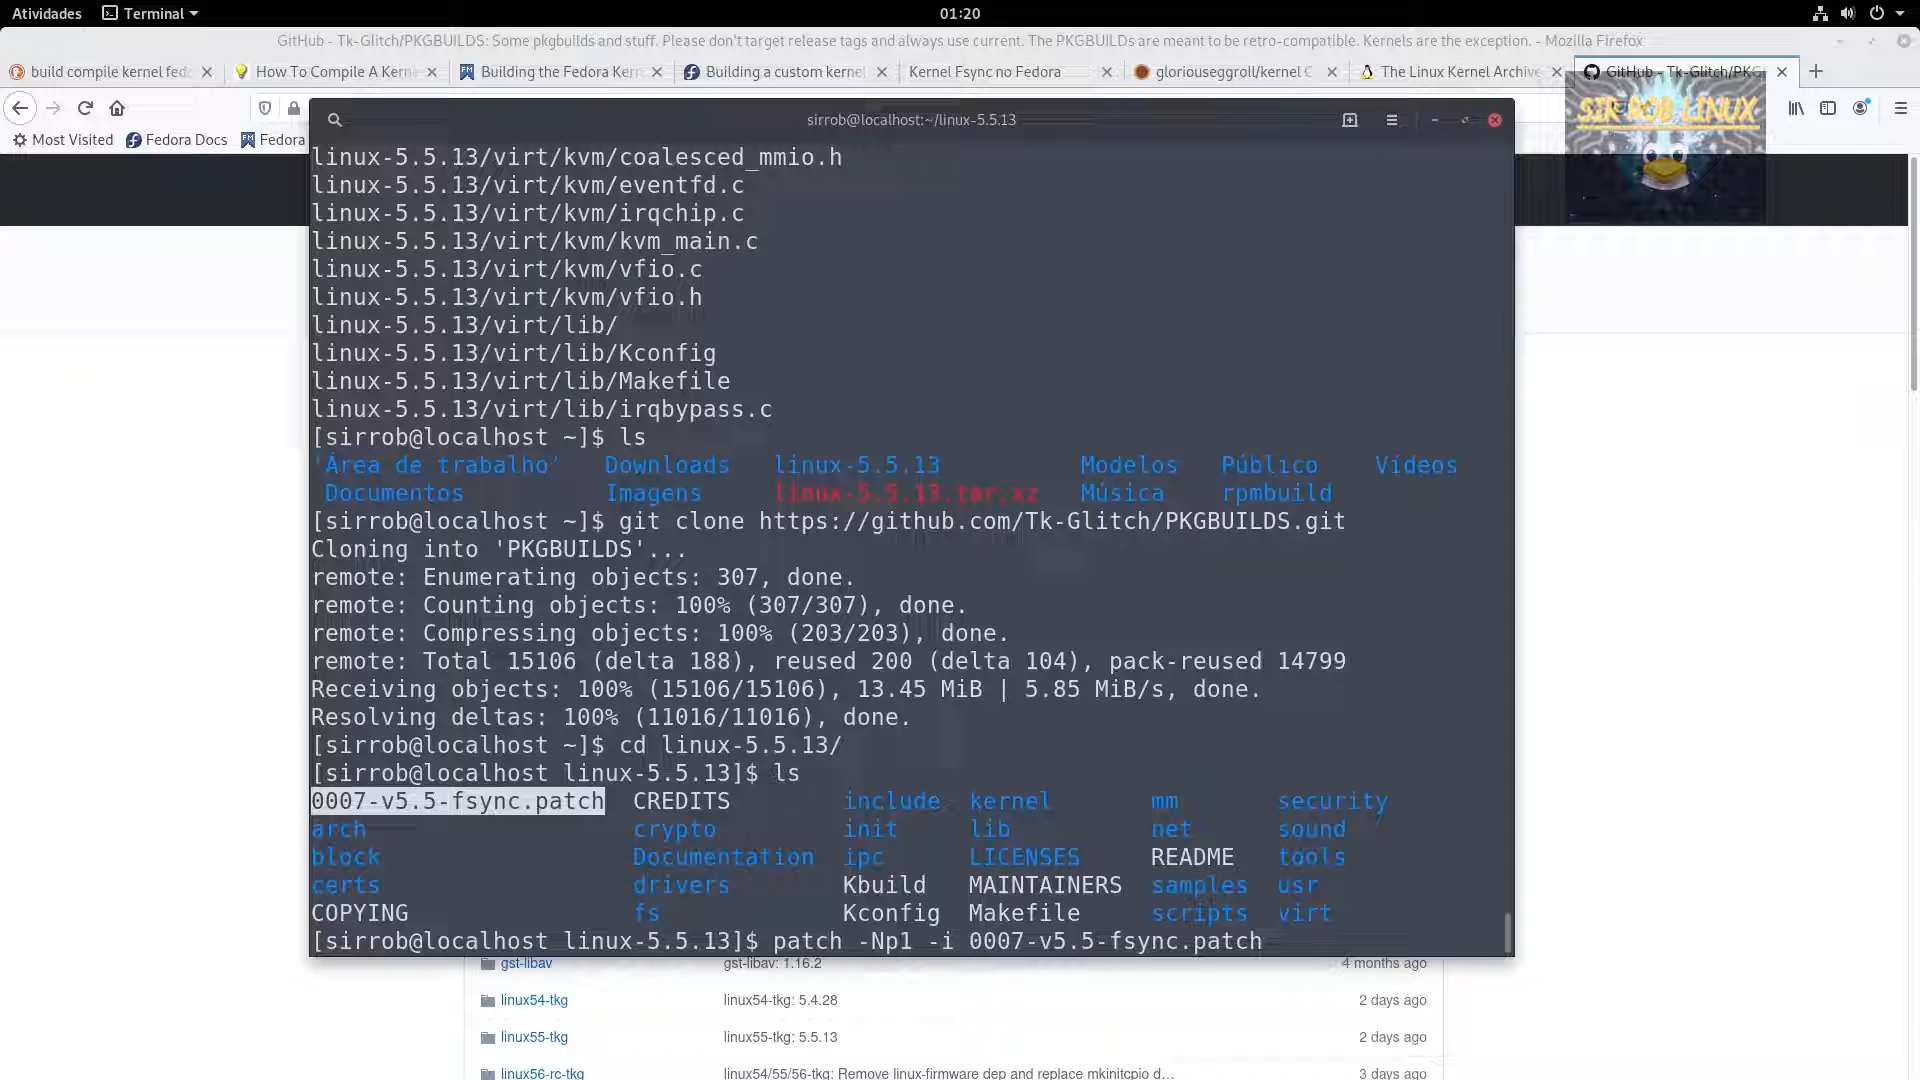 Atividades Terminal 01:20
GitHub - Tk-Glitch/PKGBUILDS: Some pkgbuilds and stuff. Please don't target release tags and always use current. The PKGBUILDs are meant to be retro-compatible. Kernels are the exception. - Mozilla Firefox
build compile kernel fed How To Compile A Kerne Building the Fedora Ker Building a custom kernel Kernel Fsync no Fedora gloriouseggroll/kernel C The Linux Kernel Archive GitHub - Tk-Glitch/PKG
SIR ROB LINUX
Most Visited Fedora Docs Fedora
sirrob@localhost:~/linux-5.5.13
linux-5.5.13/virt/kvm/coalesced_mmio.h
linux-5.5.13/virt/kvm/eventfd.c
linux-5.5.13/virt/kvm/irqchip.c
linux-5.5.13/virt/kvm/kvm_main.c
linux-5.5.13/virt/kvm/vfio.c
linux-5.5.13/virt/kvm/vfio.h
linux-5.5.13/virt/lib/
linux-5.5.13/virt/lib/Kconfig
linux-5.5.13/virt/lib/Makefile
linux-5.5.13/virt/lib/irqbypass.c
[sirrob@localhost ~]$ ls
'Área de trabalho' Downloads linux-5.5.13 Modelos Público Vídeos
Documentos Imagens linux-5.5.13.tar.xz Música rpmbuild
[sirrob@localhost ~]$ git clone https://github.com/Tk-Glitch/PKGBUILDS.git
Cloning into 'PKGBUILDS'...
remote: Enumerating objects: 307, done.
remote: Counting objects: 100% (307/307), done.
remote: Compressing objects: 100% (203/203), done.
remote: Total 15106 (delta 188), reused 200 (delta 104), pack-reused 14799
Receiving objects: 100% (15106/15106), 13.45 MiB | 5.85 MiB/s, done.
Resolving deltas: 100% (11016/11016), done.
[sirrob@localhost ~]$ cd linux-5.5.13/
[sirrob@localhost linux-5.5.13]$ ls
0007-v5.5-fsync.patch CREDITS include kernel mm security
arch crypto init lib net sound
block Documentation ipc LICENSES README tools
certs drivers Kbuild MAINTAINERS samples usr
COPYING fs Kconfig Makefile scripts virt
[sirrob@localhost linux-5.5.13]$ patch -Np1 -i 0007-v5.5-fsync.patch
gst-libav gst-libav: 1.16.2 4 months ago
linux54-tkg linux54-tkg: 5.4.28 2 days ago
linux55-tkg linux55-tkg: 5.5.13 2 days ago
linux56-rc-tkg linux54/55/56-tkg: Remove linux-firmware dep and replace mkinitcpio d... 3 days ago